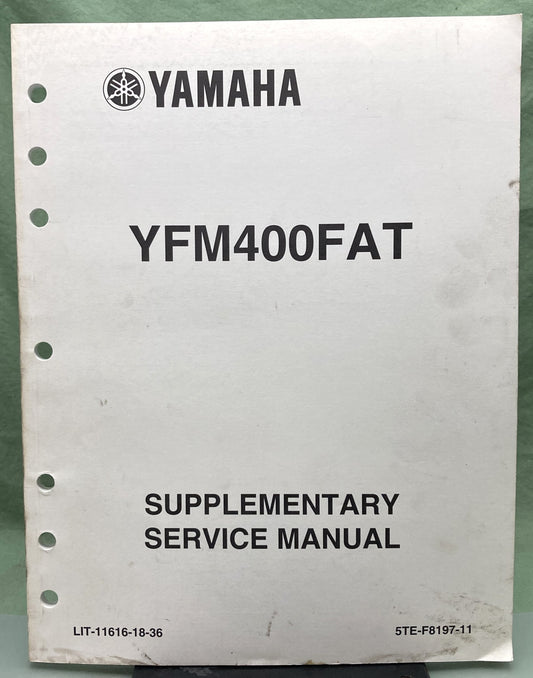 YAMAHA
YFM400FAT
SUPPLEMENTARY
SERVICE MANUAL
LIT-11616-18-36
5TE-F8197-11